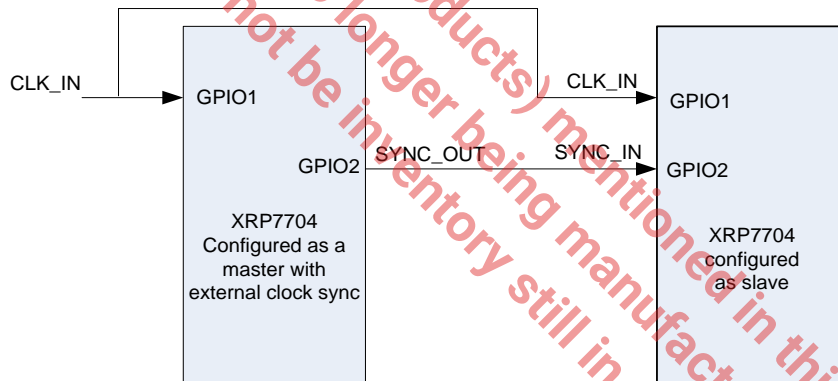 CLK_IN
GPIO1
GPIO2
XRP7704
Configured as a
master with
external clock sync
SYNC_OUT
SYNC_IN
CLK_IN
GPIO1
GPIO2
XRP7704
configured
as slave
products) mentioned in thi
longer being manufact
not be inventory still in